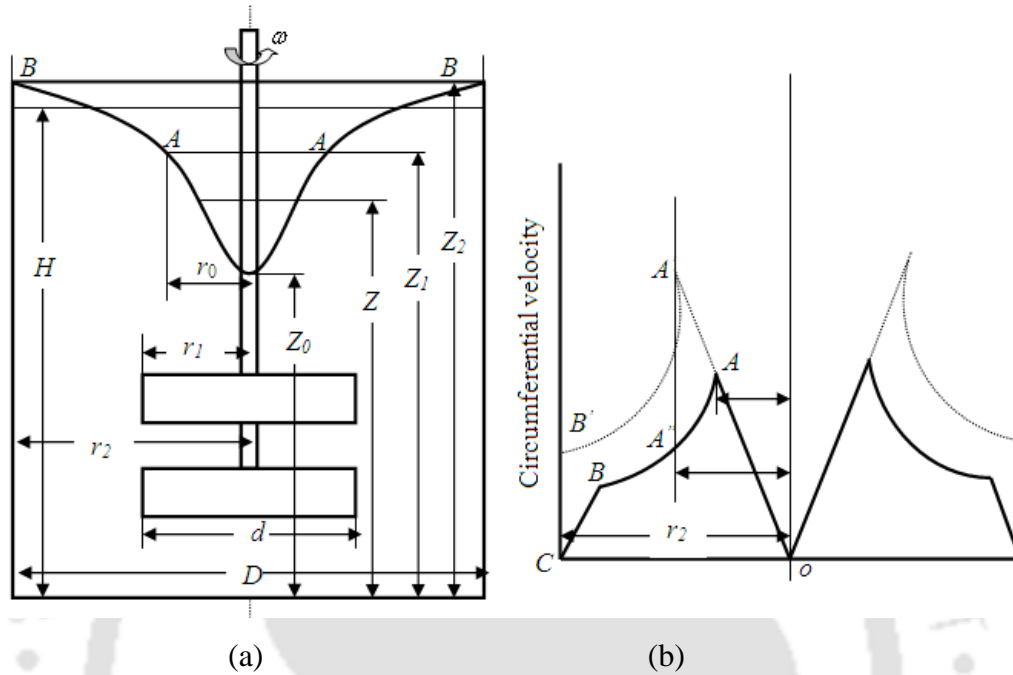 ω
B
B
A
A
H
r0
Z
Z1
Z2
Z0
r1
r2
d
D
(a)
Circumferential velocity
A
A
B'
A"
B
r2
C
o
(b)